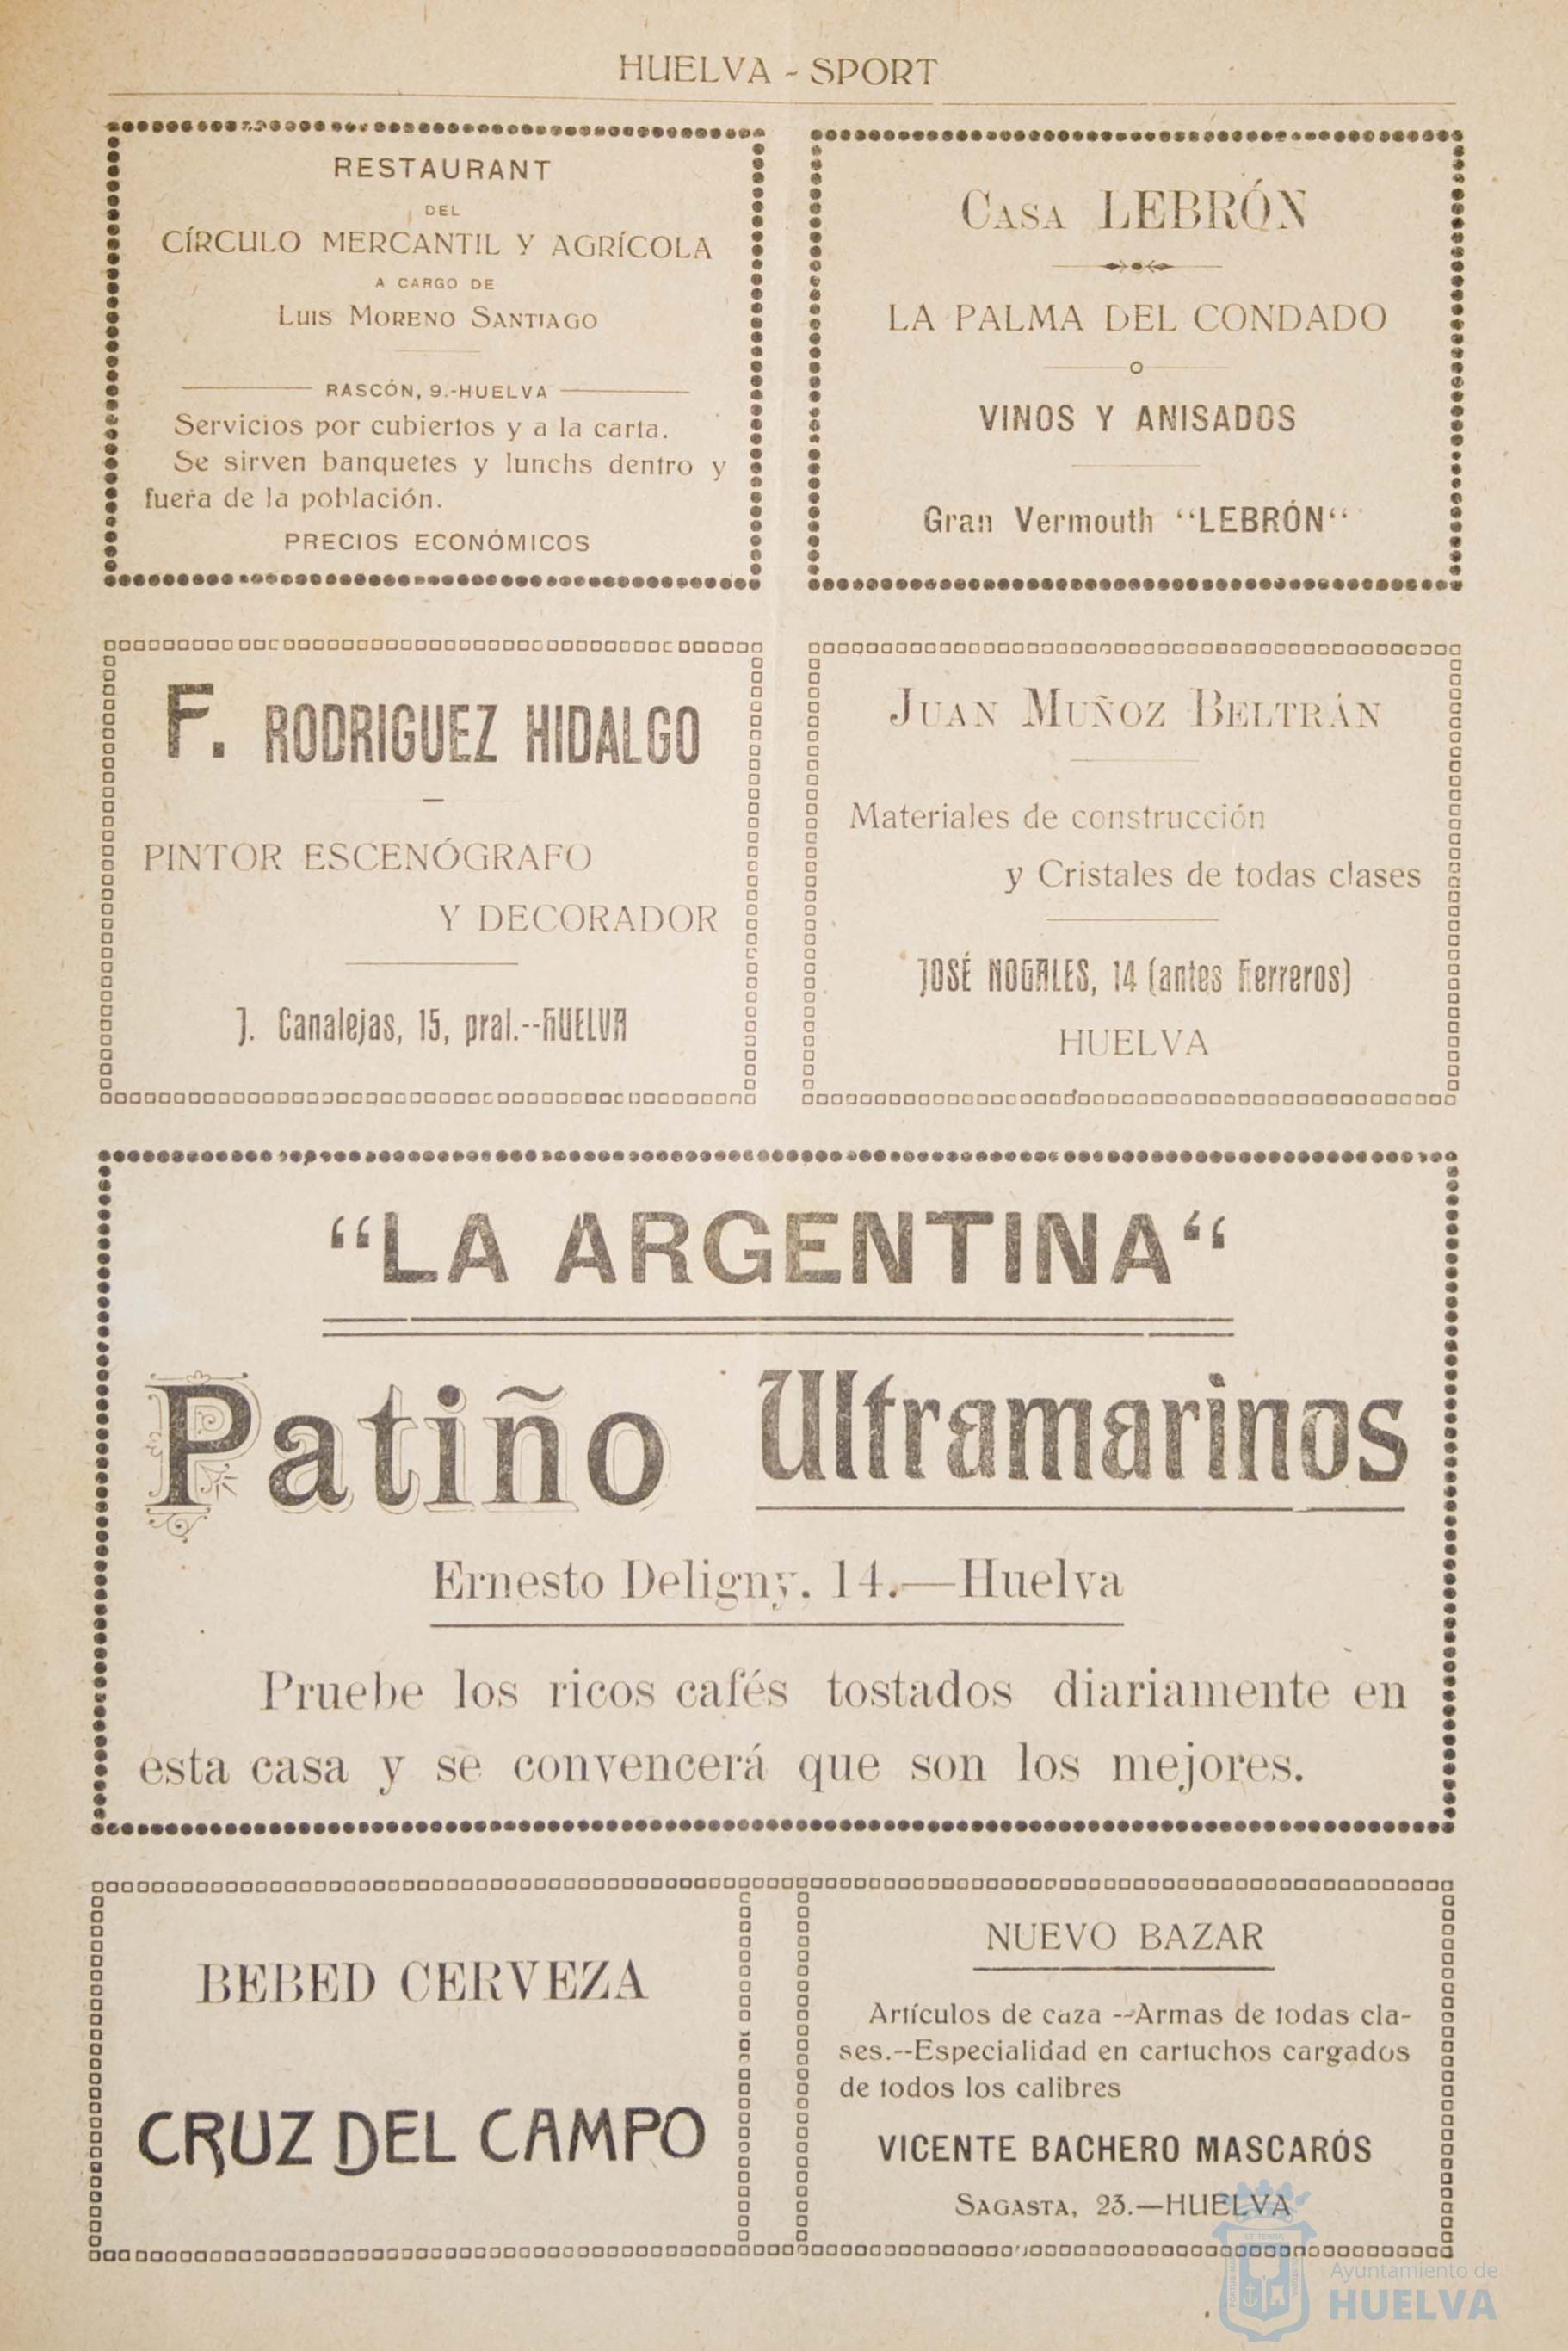 HUELVA - SPORT
RESTAURANT
DEL
CÍRCULO MERCANTIL Y AGRÍCOLA
A CARGO DE
LUIS MORENO SANTIAGO
RASCÓN, 9.-HUELVA
Servicios por cubiertos y a la carta.
Se sirven banquetes y lunchs dentro y
fuera de la población.
PRECIOS ECONÓMICOS
CASA LEBRÓN
LA PALMA DEL CONDADO
VINOS Y ANISADOS
Gran Vermouth “LEBRÓN“
F. RODRIGUEZ HIDALGO
PINTOR ESCENÓGRAFO
Y DECORADOR
J. Canalejas, 15, pral.--HUELVA
JUAN MUÑOZ BELTRÁN
Materiales de construcción
y Cristales de todas clases
JOSÉ NOGALES, 14 (antes Herreros)
HUELVA
“LA ARGENTINA“
Patiño Ultramarinos
Ernesto Deligny, 14.—Huelva
Pruebe los ricos cafés tostados diariamente en
esta casa y se convencerá que son los mejores.
BEBED CERVEZA
CRUZ DEL CAMPO
NUEVO BAZAR
Artículos de caza --Armas de todas cla-
ses.--Especialidad en cartuchos cargados
de todos los calibres
VICENTE BACHERO MASCARÓS
SAGASTA, 23.—HUELVA
Ayuntamiento de
HUELVA